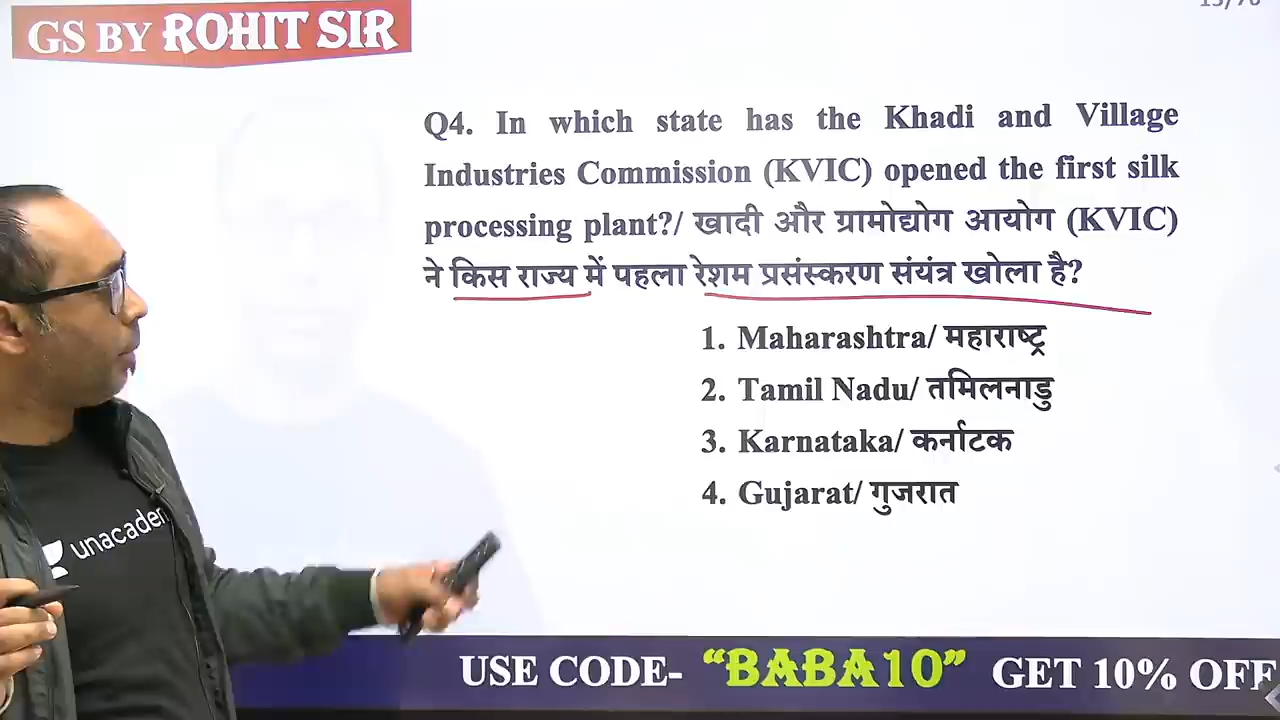 GS BY ROHIT SIR
Q4. In which state has the Khadi and Village
Industries Commission (KVIC) opened the first silk
processing plant?/ खादी और ग्रामोद्योग आयोग (KVIC)
ने किस राज्य में पहला रेशम प्रसंस्करण संयंत्र खोला है?
1. Maharashtra/ महाराष्ट्र
2. Tamil Nadu/ तमिलनाडु
3. Karnataka/ कर्नाटक
4. Gujarat/ गुजरात
unacadem
USE CODE- “BABA10” GET 10% OFF